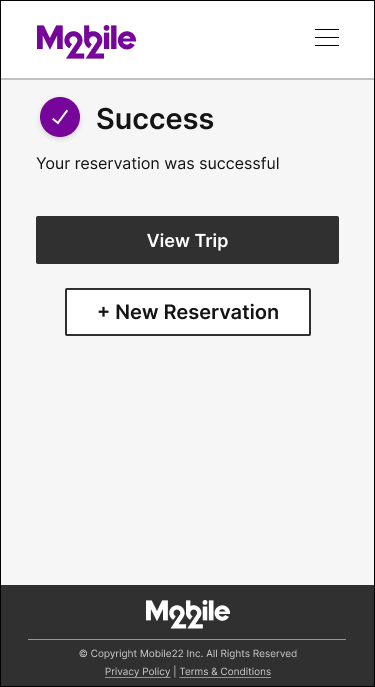 Mobile22
Success
Your reservation was successful
View Trip
+ New Reservation
Mobile22
© Copyright Mobile22 Inc. All Rights Reserved
Privacy Policy | Terms & Conditions